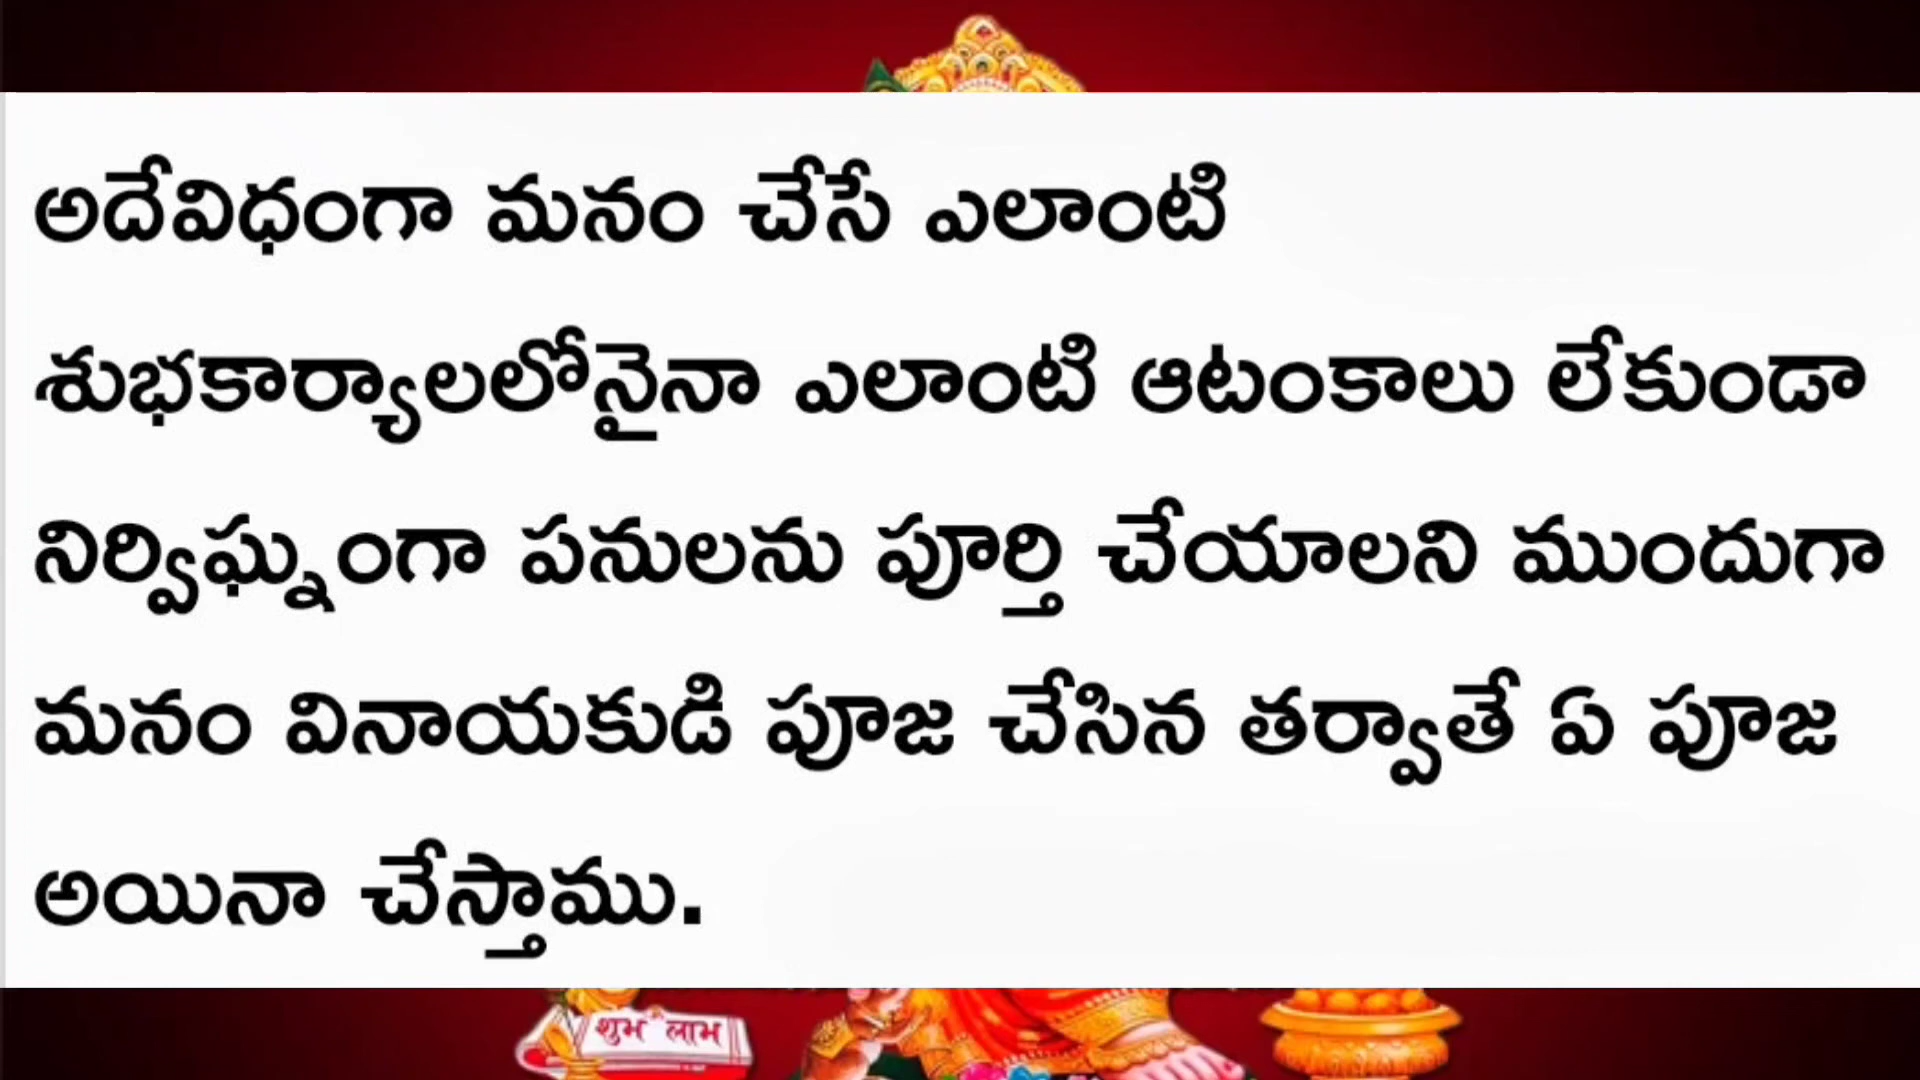 అదేవిధంగా మనం చేసే ఎలాంటి
శుభకార్యాలలోనైనా ఎలాంటి ఆటంకాలు లేకుండా
నిర్విఘ్నంగా పనులను పూర్తి చేయాలని ముందుగా
మనం వినాయకుడి పూజ చేసిన తర్వాతే ఏ పూజ
అయినా చేస్తాము.
शुभ लाभ